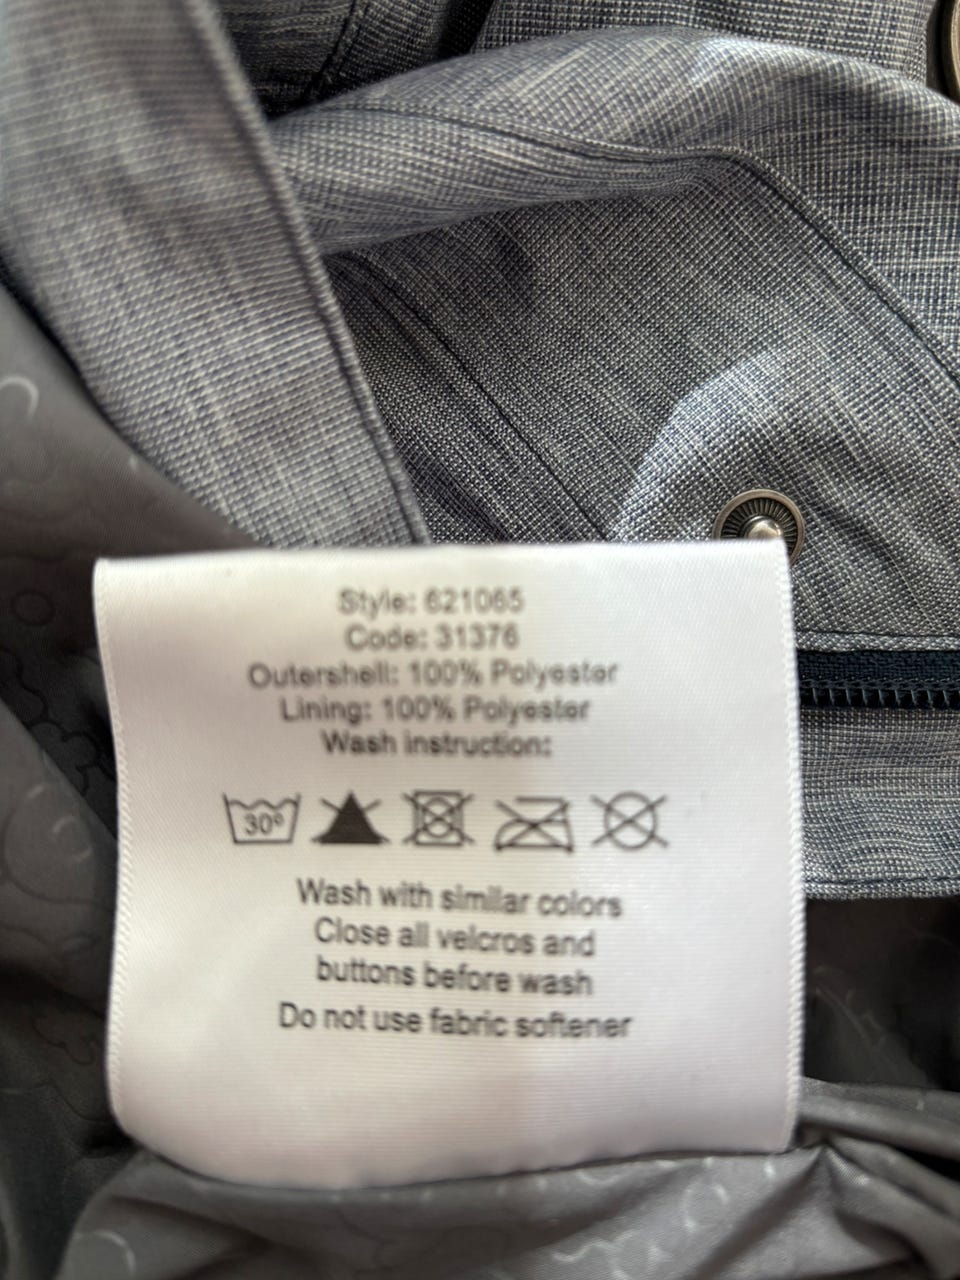 Style: 621065
Code: 31376
Outershell: 100% Polyester
Lining: 100% Polyester
Wash instruction:
30º
Wash with similar colors
Close all velcros and
buttons before wash
Do not use fabric softener